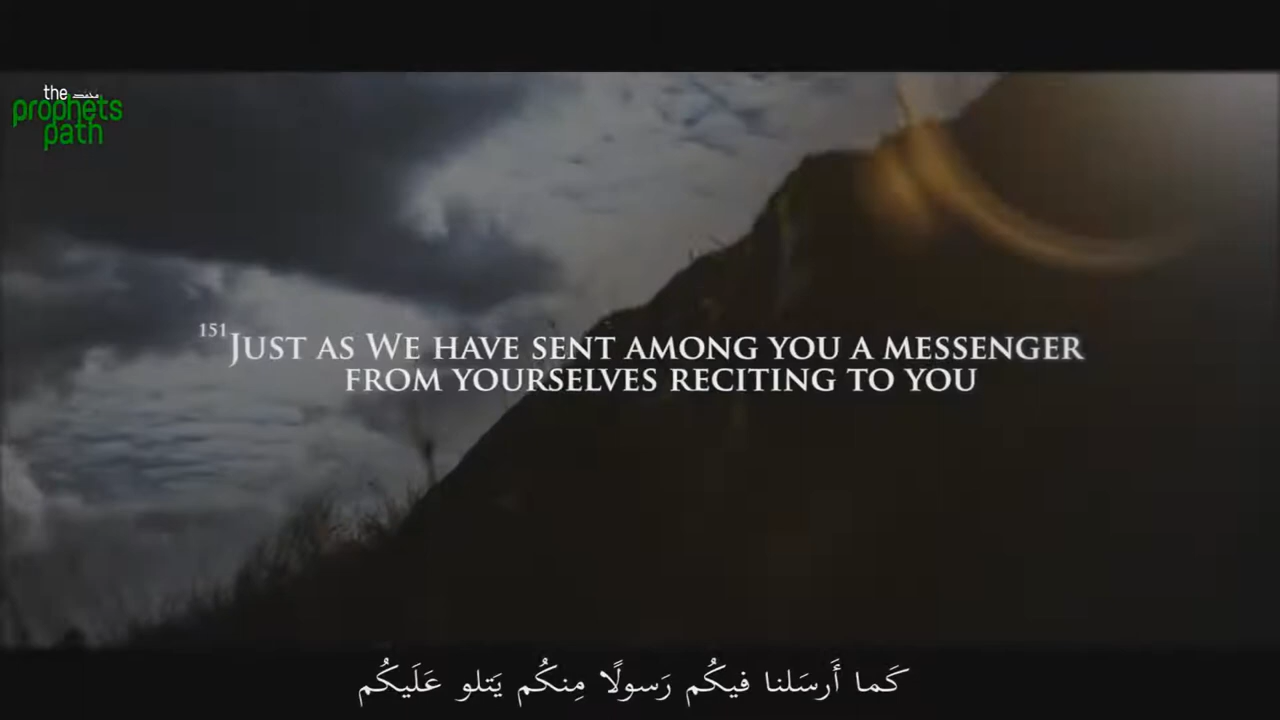 the محمد
prophets
path
151 JUST AS WE HAVE SENT AMONG YOU A MESSENGER
FROM YOURSELVES RECITING TO YOU
كَما أَرسَلنا فيكُم رَسولًا مِنكُم يَتلو عَلَيكُم